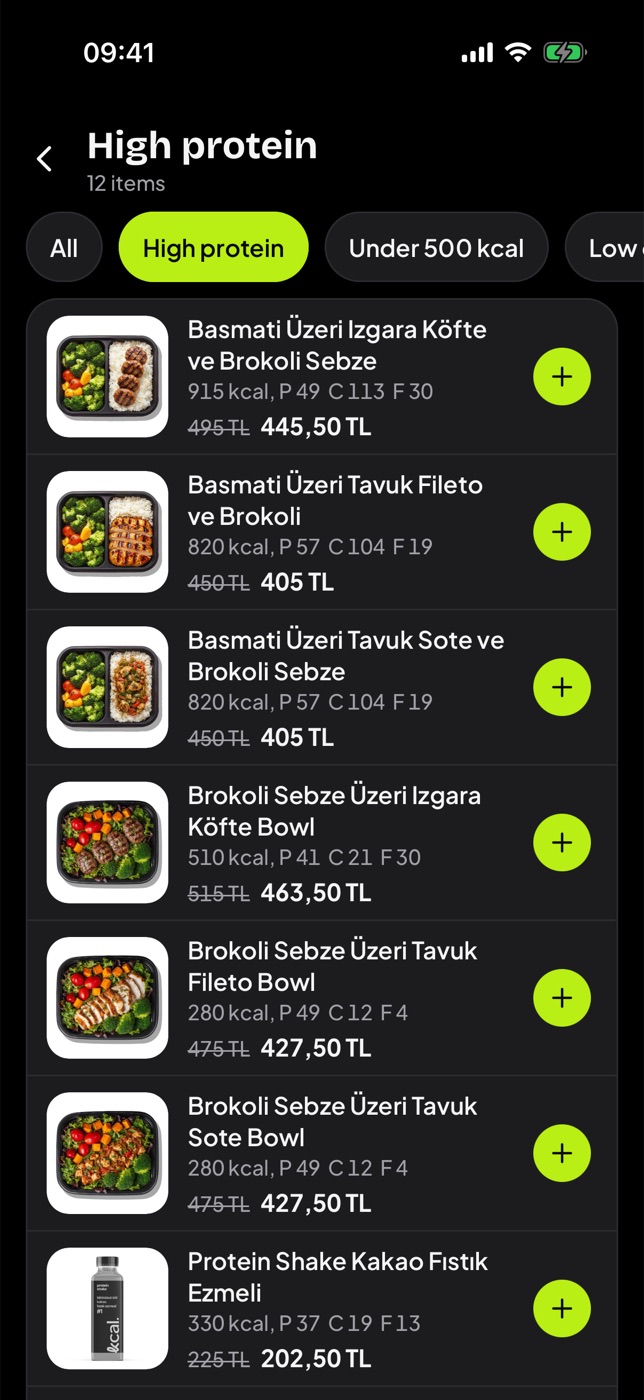 09:41
High protein
12 items
All
High protein
Under 500 kcal
Low
Basmati Üzeri Izgara Köfte
ve Brokoli Sebze
915 kcal, P 49 C 113 F 30
495 TL 445,50 TL
Basmati Üzeri Tavuk Fileto
ve Brokoli
820 kcal, P 57 C 104 F 19
450 TL 405 TL
Basmati Üzeri Tavuk Sote ve
Brokoli Sebze
820 kcal, P 57 C 104 F 19
450 TL 405 TL
Brokoli Sebze Üzeri Izgara
Köfte Bowl
510 kcal, P 41 C 21 F 30
515 TL 463,50 TL
Brokoli Sebze Üzeri Tavuk
Fileto Bowl
280 kcal, P 49 C 12 F 4
475 TL 427,50 TL
Brokoli Sebze Üzeri Tavuk
Sote Bowl
280 kcal, P 49 C 12 F 4
475 TL 427,50 TL
protein
shake
#1
kcal.
Protein Shake Kakao Fıstık
Ezmeli
330 kcal, P 37 C 19 F 13
225 TL 202,50 TL